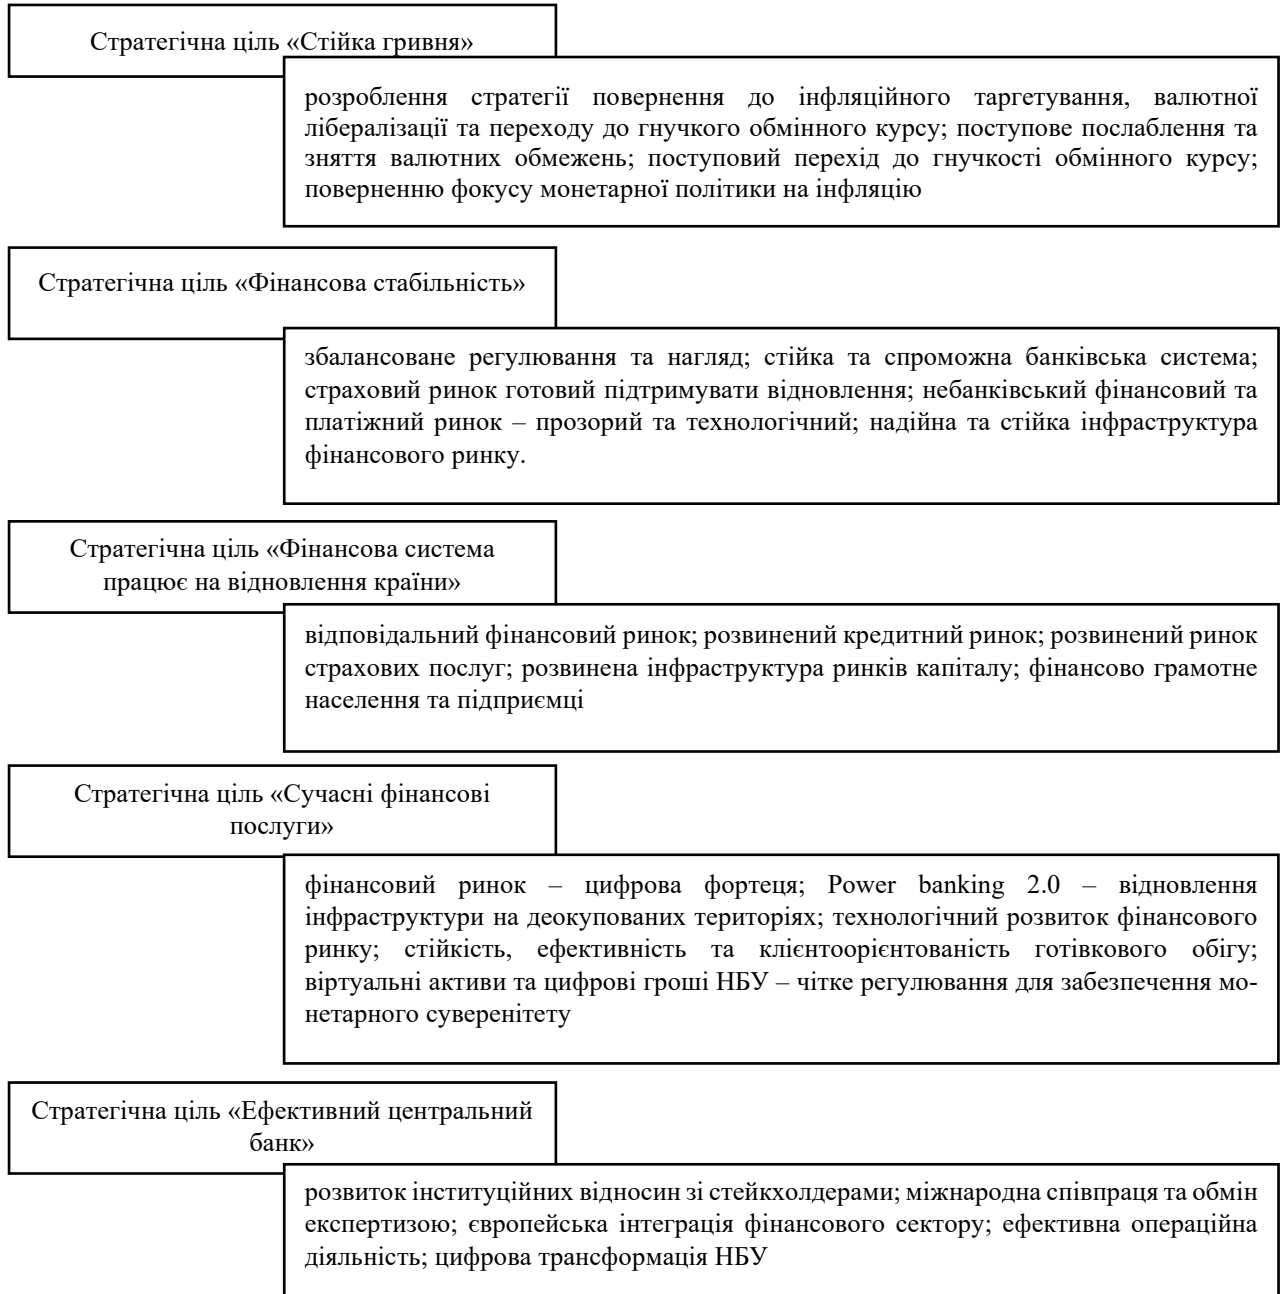 Стратегічна ціль «Стійка гривня»
розроблення стратегії повернення до інфляційного таргетування, валютної
лібералізації та переходу до гнучкого обмінного курсу; поступове послаблення та
зняття валютних обмежень; поступовий перехід до гнучкості обмінного курсу;
поверненню фокусу монетарної політики на інфляцію
Стратегічна ціль «Фінансова стабільність»
збалансоване регулювання та нагляд; стійка та спроможна банківська система;
страховий ринок готовий підтримувати відновлення; небанківський фінансовий та
платіжний ринок – прозорий та технологічний; надійна та стійка інфраструктура
фінансового ринку.
Стратегічна ціль «Фінансова система
працює на відновлення країни»
відповідальний фінансовий ринок; розвинений кредитний ринок; розвинений ринок
страхових послуг; розвинена інфраструктура ринків капіталу; фінансово грамотне
населення та підприємці
Стратегічна ціль «Сучасні фінансові
послуги»
фінансовий ринок – цифрова фортеця; Power banking 2.0 – відновлення
інфраструктури на деокупованих територіях; технологічний розвиток фінансового
ринку; стійкість, ефективність та клієнтоорієнтованість готівкового обігу;
віртуальні активи та цифрові гроші НБУ – чітке регулювання для забезпечення мо-
нетарного суверенітету
Стратегічна ціль «Ефективний центральний
банк»
розвиток інституційних відносин зі стейкхолдерами; міжнародна співпраця та обмін
експертизою; європейська інтеграція фінансового сектору; ефективна операційна
діяльність; цифрова трансформація НБУ